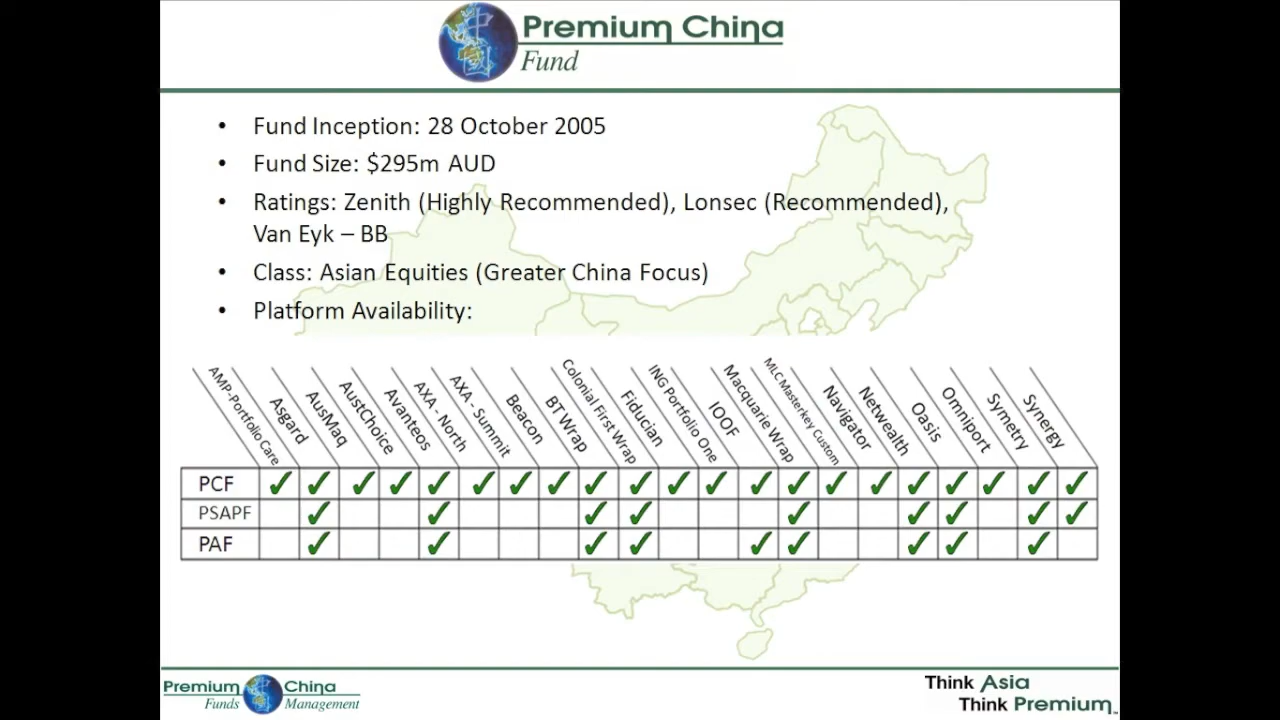 Premium China
Fund
• Fund Inception: 28 October 2005
• Fund Size: $295m AUD
• Ratings: Zenith (Highly Recommended), Lonsec (Recommended),
Van Eyk – BB
• Class: Asian Equities (Greater China Focus)
• Platform Availability:
AMP-Portfolio Care
Asgard
AusMaq
AustChoice
Avanteos
AXA - North
AXA - Summit
Beacon
BT Wrap
Colonial First Wrap
Fiducian
ING Portfolio One
IOOF
Macquarie Wrap
MLC Masterkey Custom
Navigator
Netwealth
Oasis
Omniport
Symetry
Synergy
PCF ✓ ✓ ✓ ✓ ✓ ✓ ✓ ✓ ✓ ✓ ✓ ✓ ✓ ✓ ✓ ✓ ✓ ✓ ✓ ✓ ✓
PSAPF ✓ ✓ ✓ ✓ ✓ ✓ ✓ ✓ ✓
PAF ✓ ✓ ✓ ✓ ✓ ✓ ✓ ✓ ✓
Premium China
Funds Management
Think Asia
Think Premium™